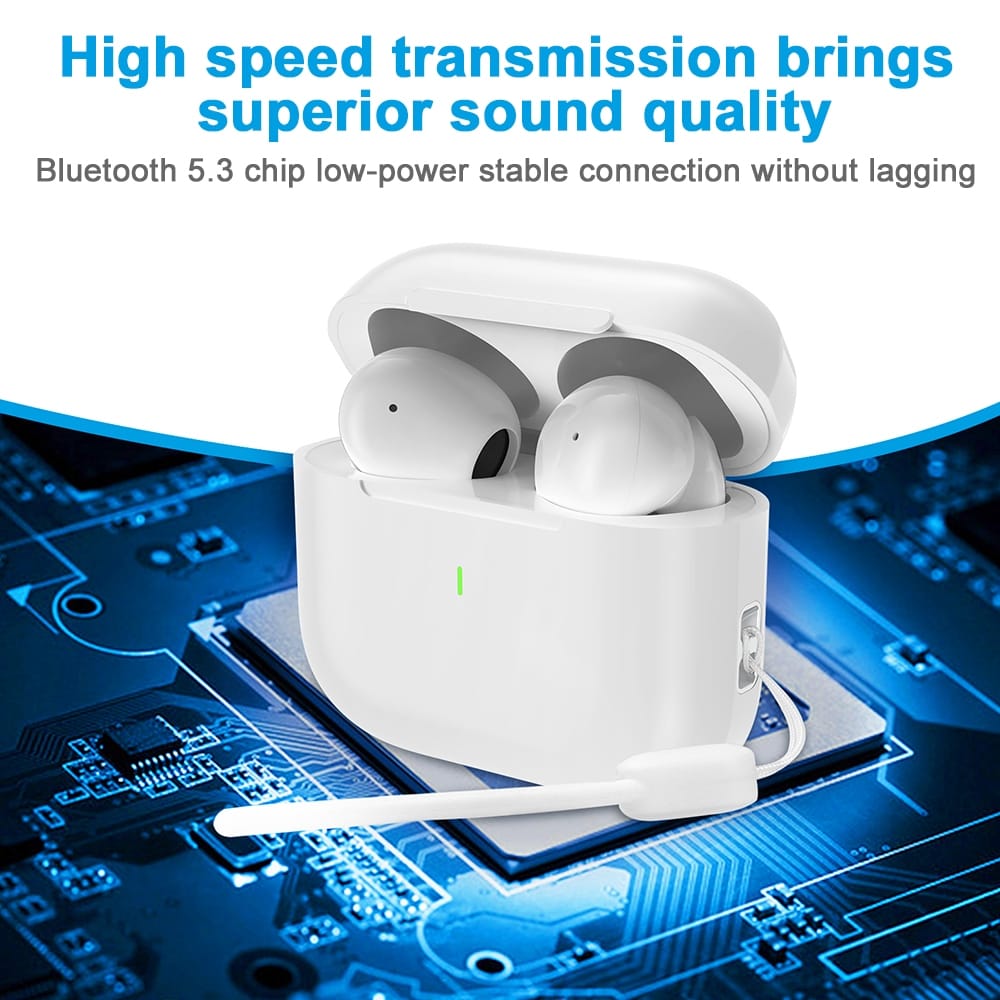 High speed transmission brings
superior sound quality
Bluetooth 5.3 chip low-power stable connection without lagging